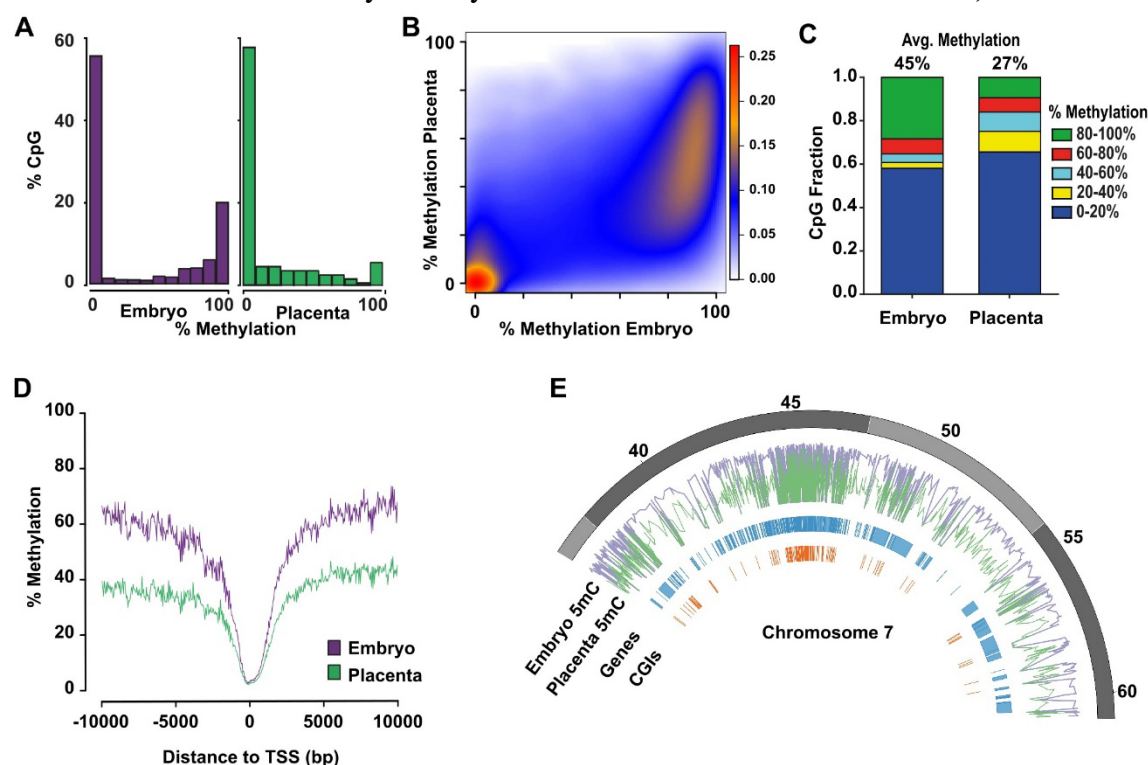 A
60
40
20
0
% CpG
0
100
0
100
Embryo
Placenta
% Methylation
B
100
0
% Methylation Placenta
0
100
% Methylation Embryo
0.25
0.20
0.15
0.10
0.05
0.00
C
Avg. Methylation
45% 27%
1.0
0.8
0.6
0.4
0.2
0.0
CpG Fraction
Embryo Placenta
% Methylation
80-100%
60-80%
40-60%
20-40%
0-20%
D
100
80
60
40
20
0
% Methylation
Embryo
Placenta
-10000 -5000 0 5000 10000
Distance to TSS (bp)
E
40
45
50
55
60
Embryo 5mC
Placenta 5mC
Genes
CGIs
Chromosome 7